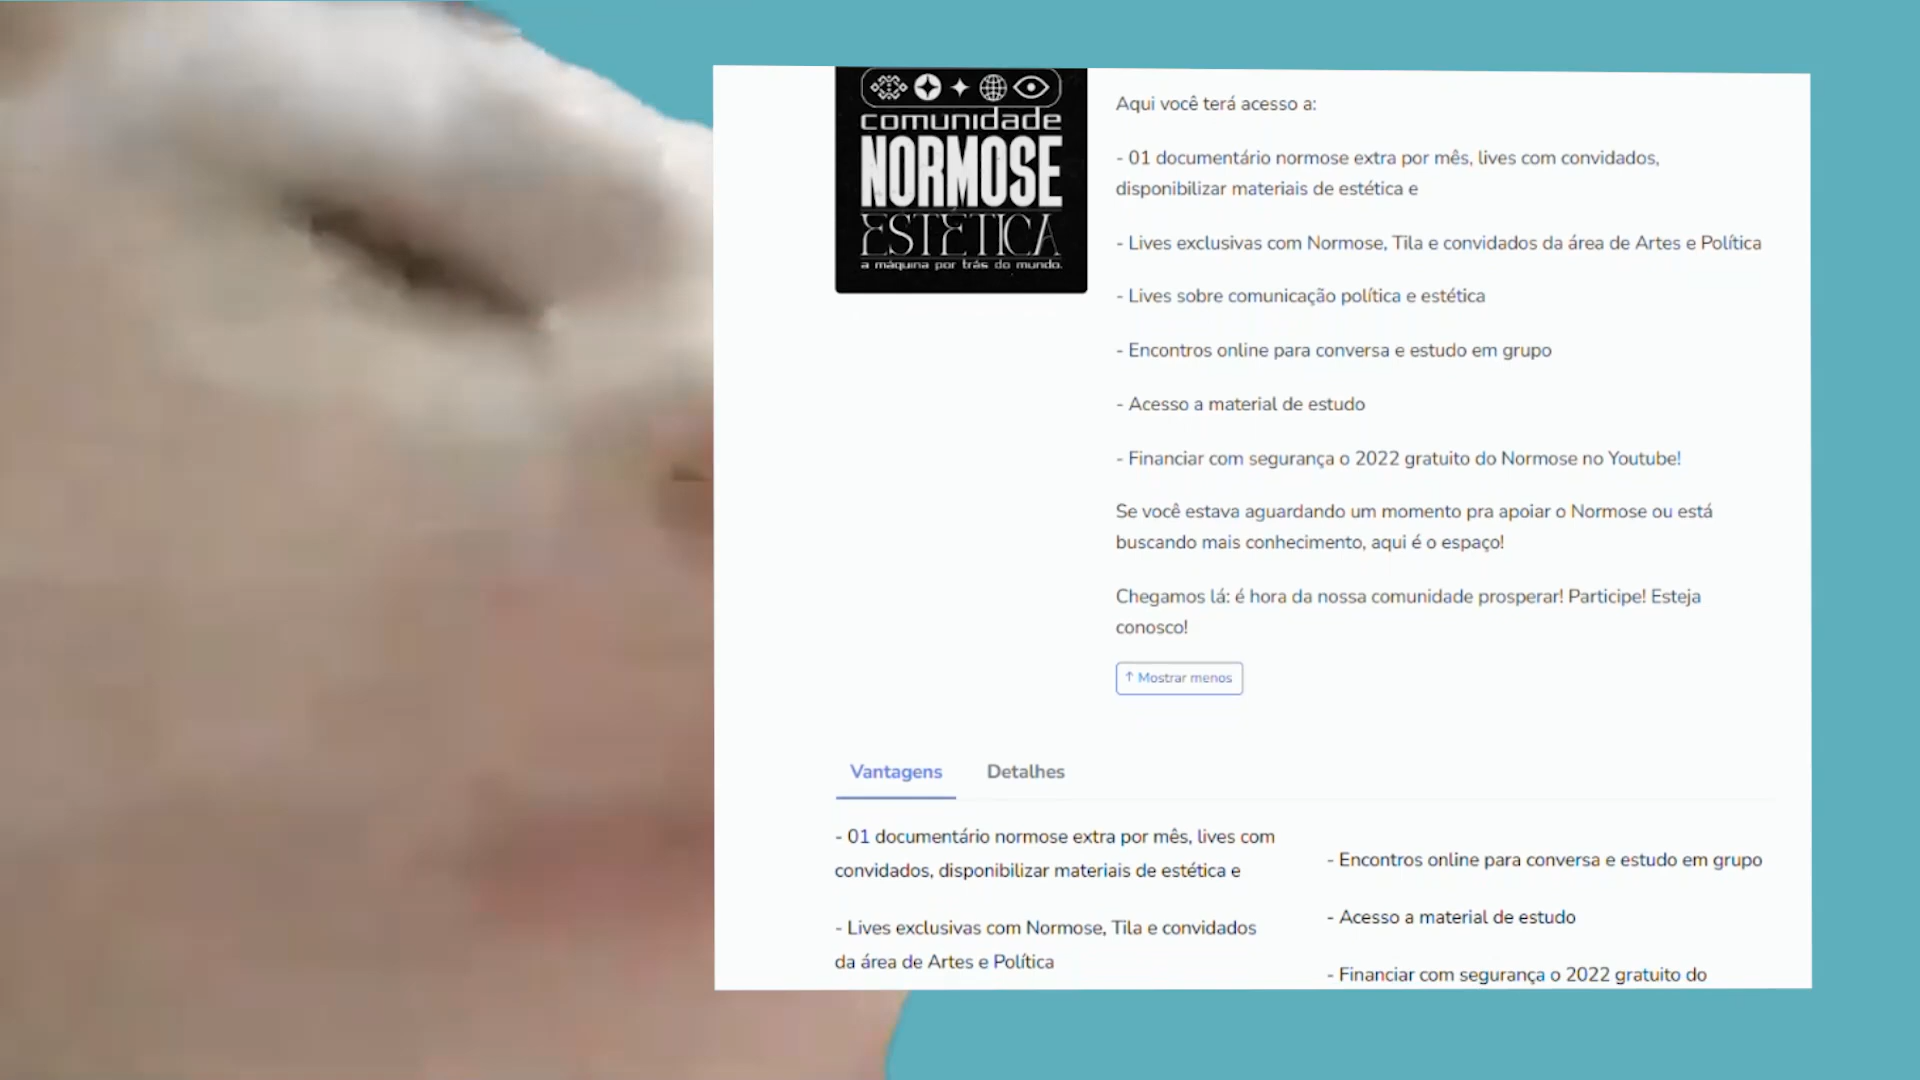 comunidade
NORMOSE
ESTÉTICA
a máquina por trás do mundo.
Aqui você terá acesso a:
- 01 documentário normose extra por mês, lives com convidados,
disponibilizar materiais de estética e
- Lives exclusivas com Normose, Tila e convidados da área de Artes e Política
- Lives sobre comunicação política e estética
- Encontros online para conversa e estudo em grupo
- Acesso a material de estudo
- Financiar com segurança o 2022 gratuito do Normose no Youtube!
Se você estava aguardando um momento pra apoiar o Normose ou está
buscando mais conhecimento, aqui é o espaço!
Chegamos lá: é hora da nossa comunidade prosperar! Participe! Esteja
conosco!
↑ Mostrar menos
Vantagens Detalhes
- 01 documentário normose extra por mês, lives com
convidados, disponibilizar materiais de estética e
- Lives exclusivas com Normose, Tila e convidados
da área de Artes e Política
- Encontros online para conversa e estudo em grupo
- Acesso a material de estudo
- Financiar com segurança o 2022 gratuito do